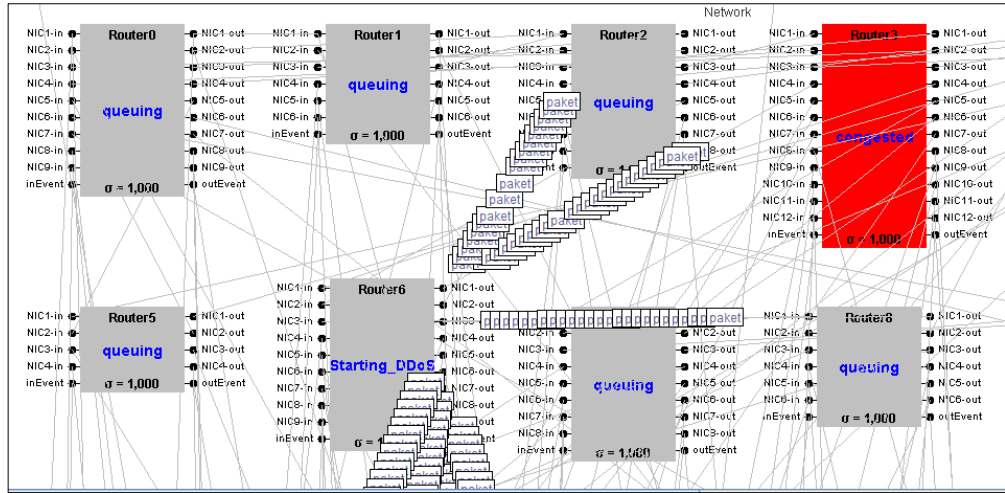 Network
Router0
NIC1-in NIC1-out
NIC2-in NIC2-out
NIC3-in NIC3-out
NIC4-in NIC4-out
NIC5-in NIC5-out
queuing
NIC6-in NIC6-out
NIC7-in NIC7-out
NIC8-in NIC8-out
NIC9-in NIC9-out
inEvent outEvent
σ = 1,000
Router1
NIC1-in NIC1-out
NIC2-in NIC2-out
NIC3-in NIC3-out
NIC4-in NIC4-out
queuing
NIC5-in NIC5-out
NIC6-in NIC6-out
inEvent outEvent
σ = 1,000
Router2
NIC1-in NIC1-out
NIC2-in NIC2-out
NIC3-in NIC3-out
NIC4-in NIC4-out
NIC5-out
queuing
NIC6-out
outEvent
paket
paket
paket
paket
paket
Router3
NIC1-in NIC1-out
NIC2-in NIC2-out
NIC3-in NIC3-out
NIC4-in NIC4-out
NIC5-in NIC5-out
NIC6-in NIC6-out
NIC7-in NIC7-out
congested
NIC8-in NIC8-out
NIC9-in NIC9-out
NIC10-in NIC10-out
NIC11-in NIC11-out
NIC12-in NIC12-out
inEvent outEvent
σ = 1,000
Router5
NIC1-in NIC1-out
NIC2-in NIC2-out
queuing
NIC3-in NIC3-out
NIC4-in NIC4-out
inEvent outEvent
σ = 1,000
Router6
NIC1-in NIC1-out
NIC2-in NIC2-out
NIC3-in
NIC4-in NIC4-out
NIC5-in NIC5-out
Starting_DDoS
NIC6-in NIC6-out
NIC7-in
NIC8-in
NIC9-in
inEvent
paket
paket
paket
queuing
NIC2-out
NIC3-in NIC3-out
NIC4-in NIC4-out
NIC5-in NIC5-out
NIC6-in NIC6-out
NIC7-in NIC7-out
NIC8-in NIC8-out
inEvent outEvent
σ = 1,000
Router8
NIC1-in NIC1-out
NIC2-in NIC2-out
NIC3-in NIC3-out
NIC4-in NIC4-out
queuing
NIC5-in NIC5-out
NIC6-in NIC6-out
inEvent outEvent
σ = 1,000